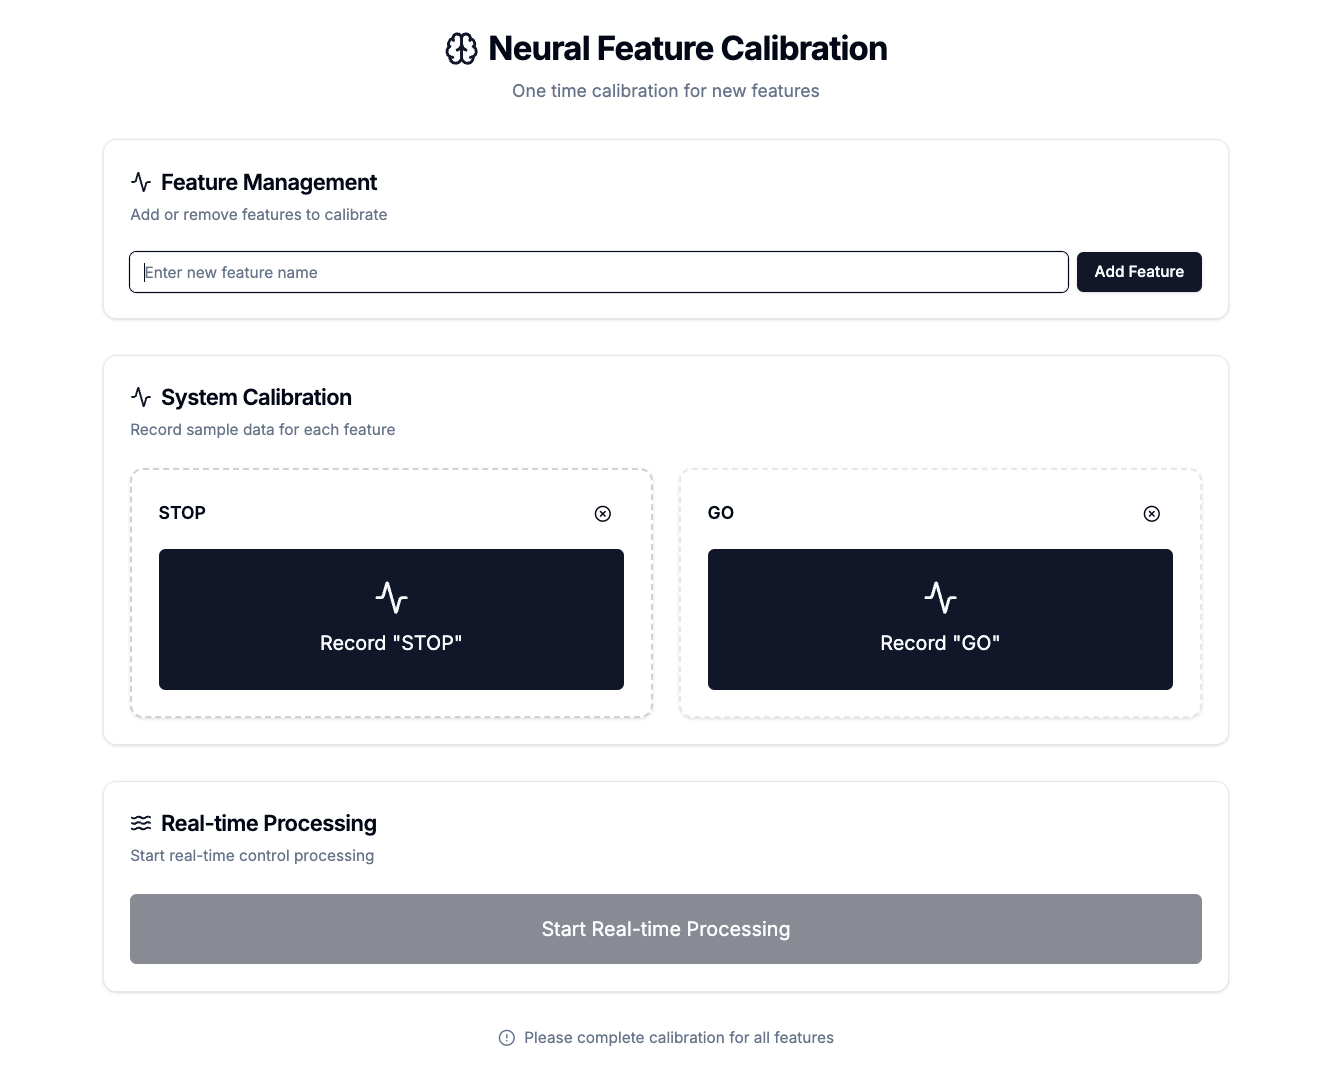 Neural Feature Calibration
One time calibration for new features
Feature Management
Add or remove features to calibrate
Enter new feature name
Add Feature
System Calibration
Record sample data for each feature
STOP
Record "STOP"
GO
Record "GO"
Real-time Processing
Start real-time control processing
Start Real-time Processing
Please complete calibration for all features